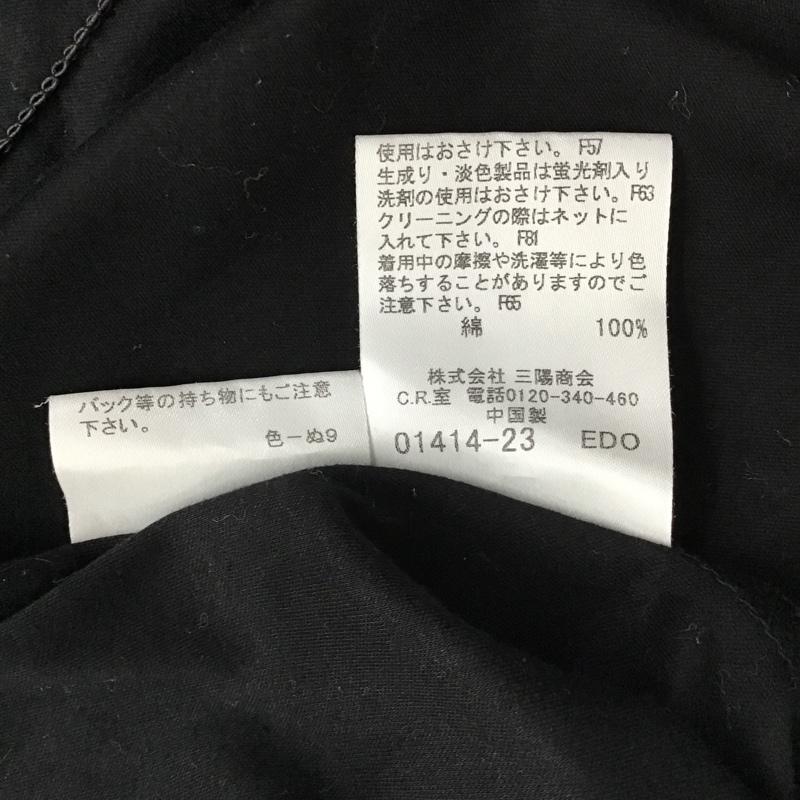 使用はおさけ下さい。F57
生成り・淡色製品は蛍光剤入り
洗剤の使用はおさけ下さい。F63
クリーニングの際はネットに
入れて下さい。F81
着用中の摩擦や洗濯等により色
落ちすることがありますのでご
注意下さい。F65
綿 100%
株式会社 三陽商会
C.R.室 電話0120-340-460
中国製
01414-23 EDO
バック等の持ち物にもご注意
下さい。
色ーぬ9